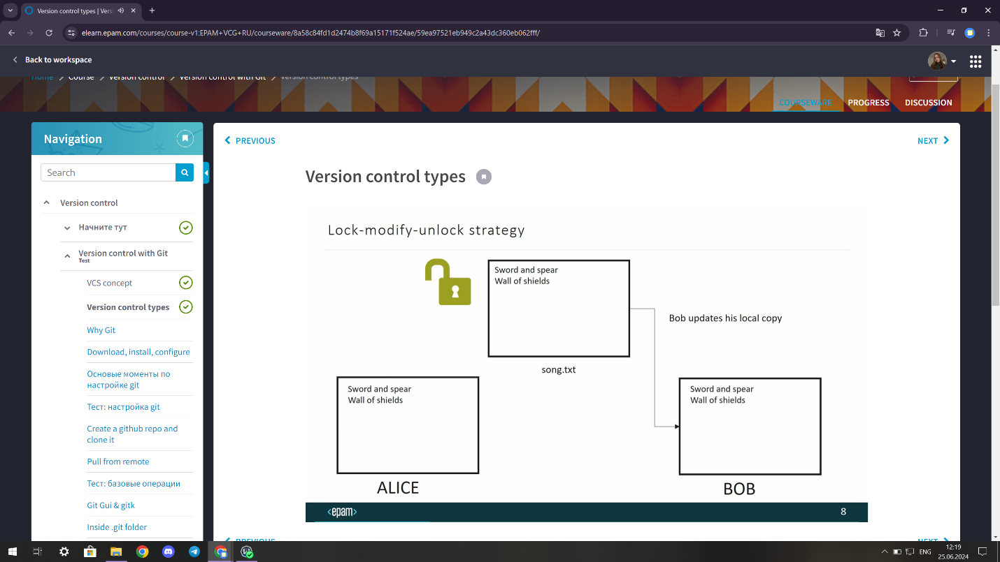 Version control types | Versi
elearn.epam.com/courses/course-v1:EPAM+VCG+RU/courseware/8a58c84fd1d2474b8f69a15171f524ae/59ea97521eb949c2a43dc360eb062fff/
Back to workspace
Home / Course / Version control / Version control with Git / Version control types
COURSEWARE
PROGRESS
DISCUSSION
Navigation
Search
Version control
Начните тут
Version control with Git
Test
VCS concept
Version control types
Why Git
Download, install, configure
Основые моменты по
настройке git
Тест: настройка git
Create a github repo and
clone it
Pull from remote
Тест: базовые операции
Git Gui & gitk
Inside .git folder
PREVIOUS
NEXT
Version control types
Lock-modify-unlock strategy
Sword and spear
Wall of shields
song.txt
Bob updates his local copy
Sword and spear
Wall of shields
ALICE
Sword and spear
Wall of shields
BOB
<epam>
8
PREVIOUS
NEXT
ENG
12:19
25.06.2024